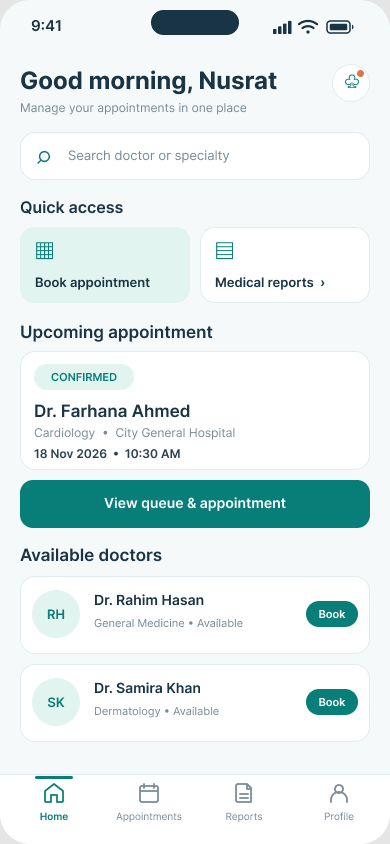 9:41
Good morning, Nusrat
Manage your appointments in one place
Search doctor or specialty
Quick access
Book appointment
Medical reports ›
Upcoming appointment
CONFIRMED
Dr. Farhana Ahmed
Cardiology • City General Hospital
18 Nov 2026 • 10:30 AM
View queue & appointment
Available doctors
RH
Dr. Rahim Hasan
General Medicine • Available
Book
SK
Dr. Samira Khan
Dermatology • Available
Book
Home Appointments Reports Profile